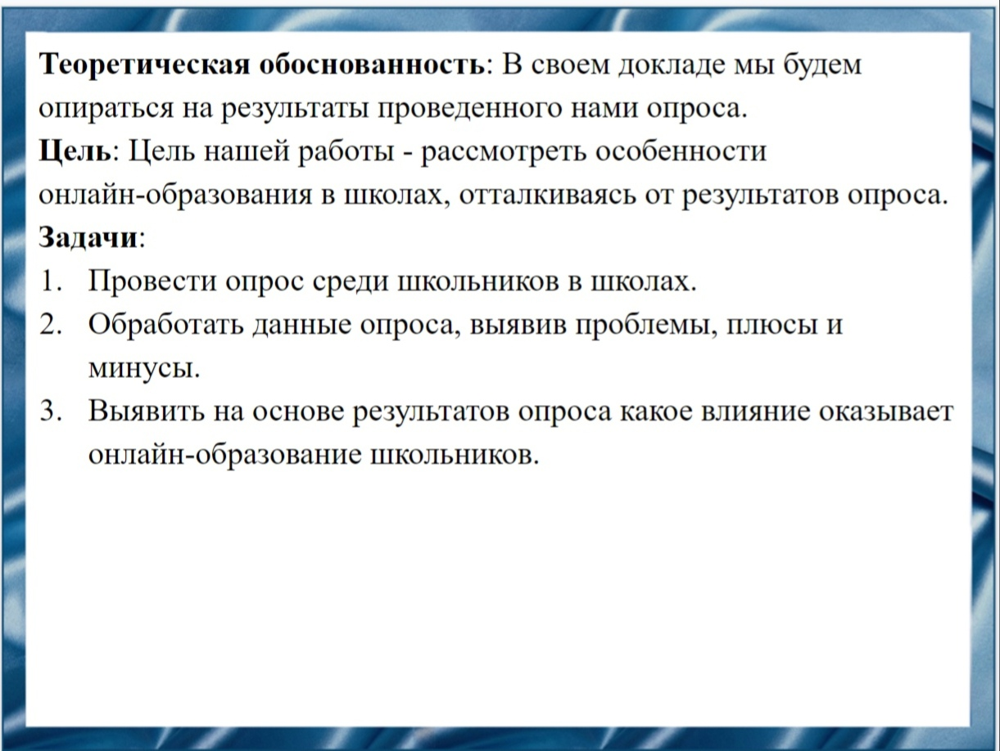 Теоретическая обоснованность: В своем докладе мы будем
опираться на результаты проведенного нами опроса.
Цель: Цель нашей работы - рассмотреть особенности
онлайн-образования в школах, отталкиваясь от результатов опроса.
Задачи:
1. Провести опрос среди школьников в школах.
2. Обработать данные опроса, выявив проблемы, плюсы и
минусы.
3. Выявить на основе результатов опроса какое влияние оказывает
онлайн-образование школьников.